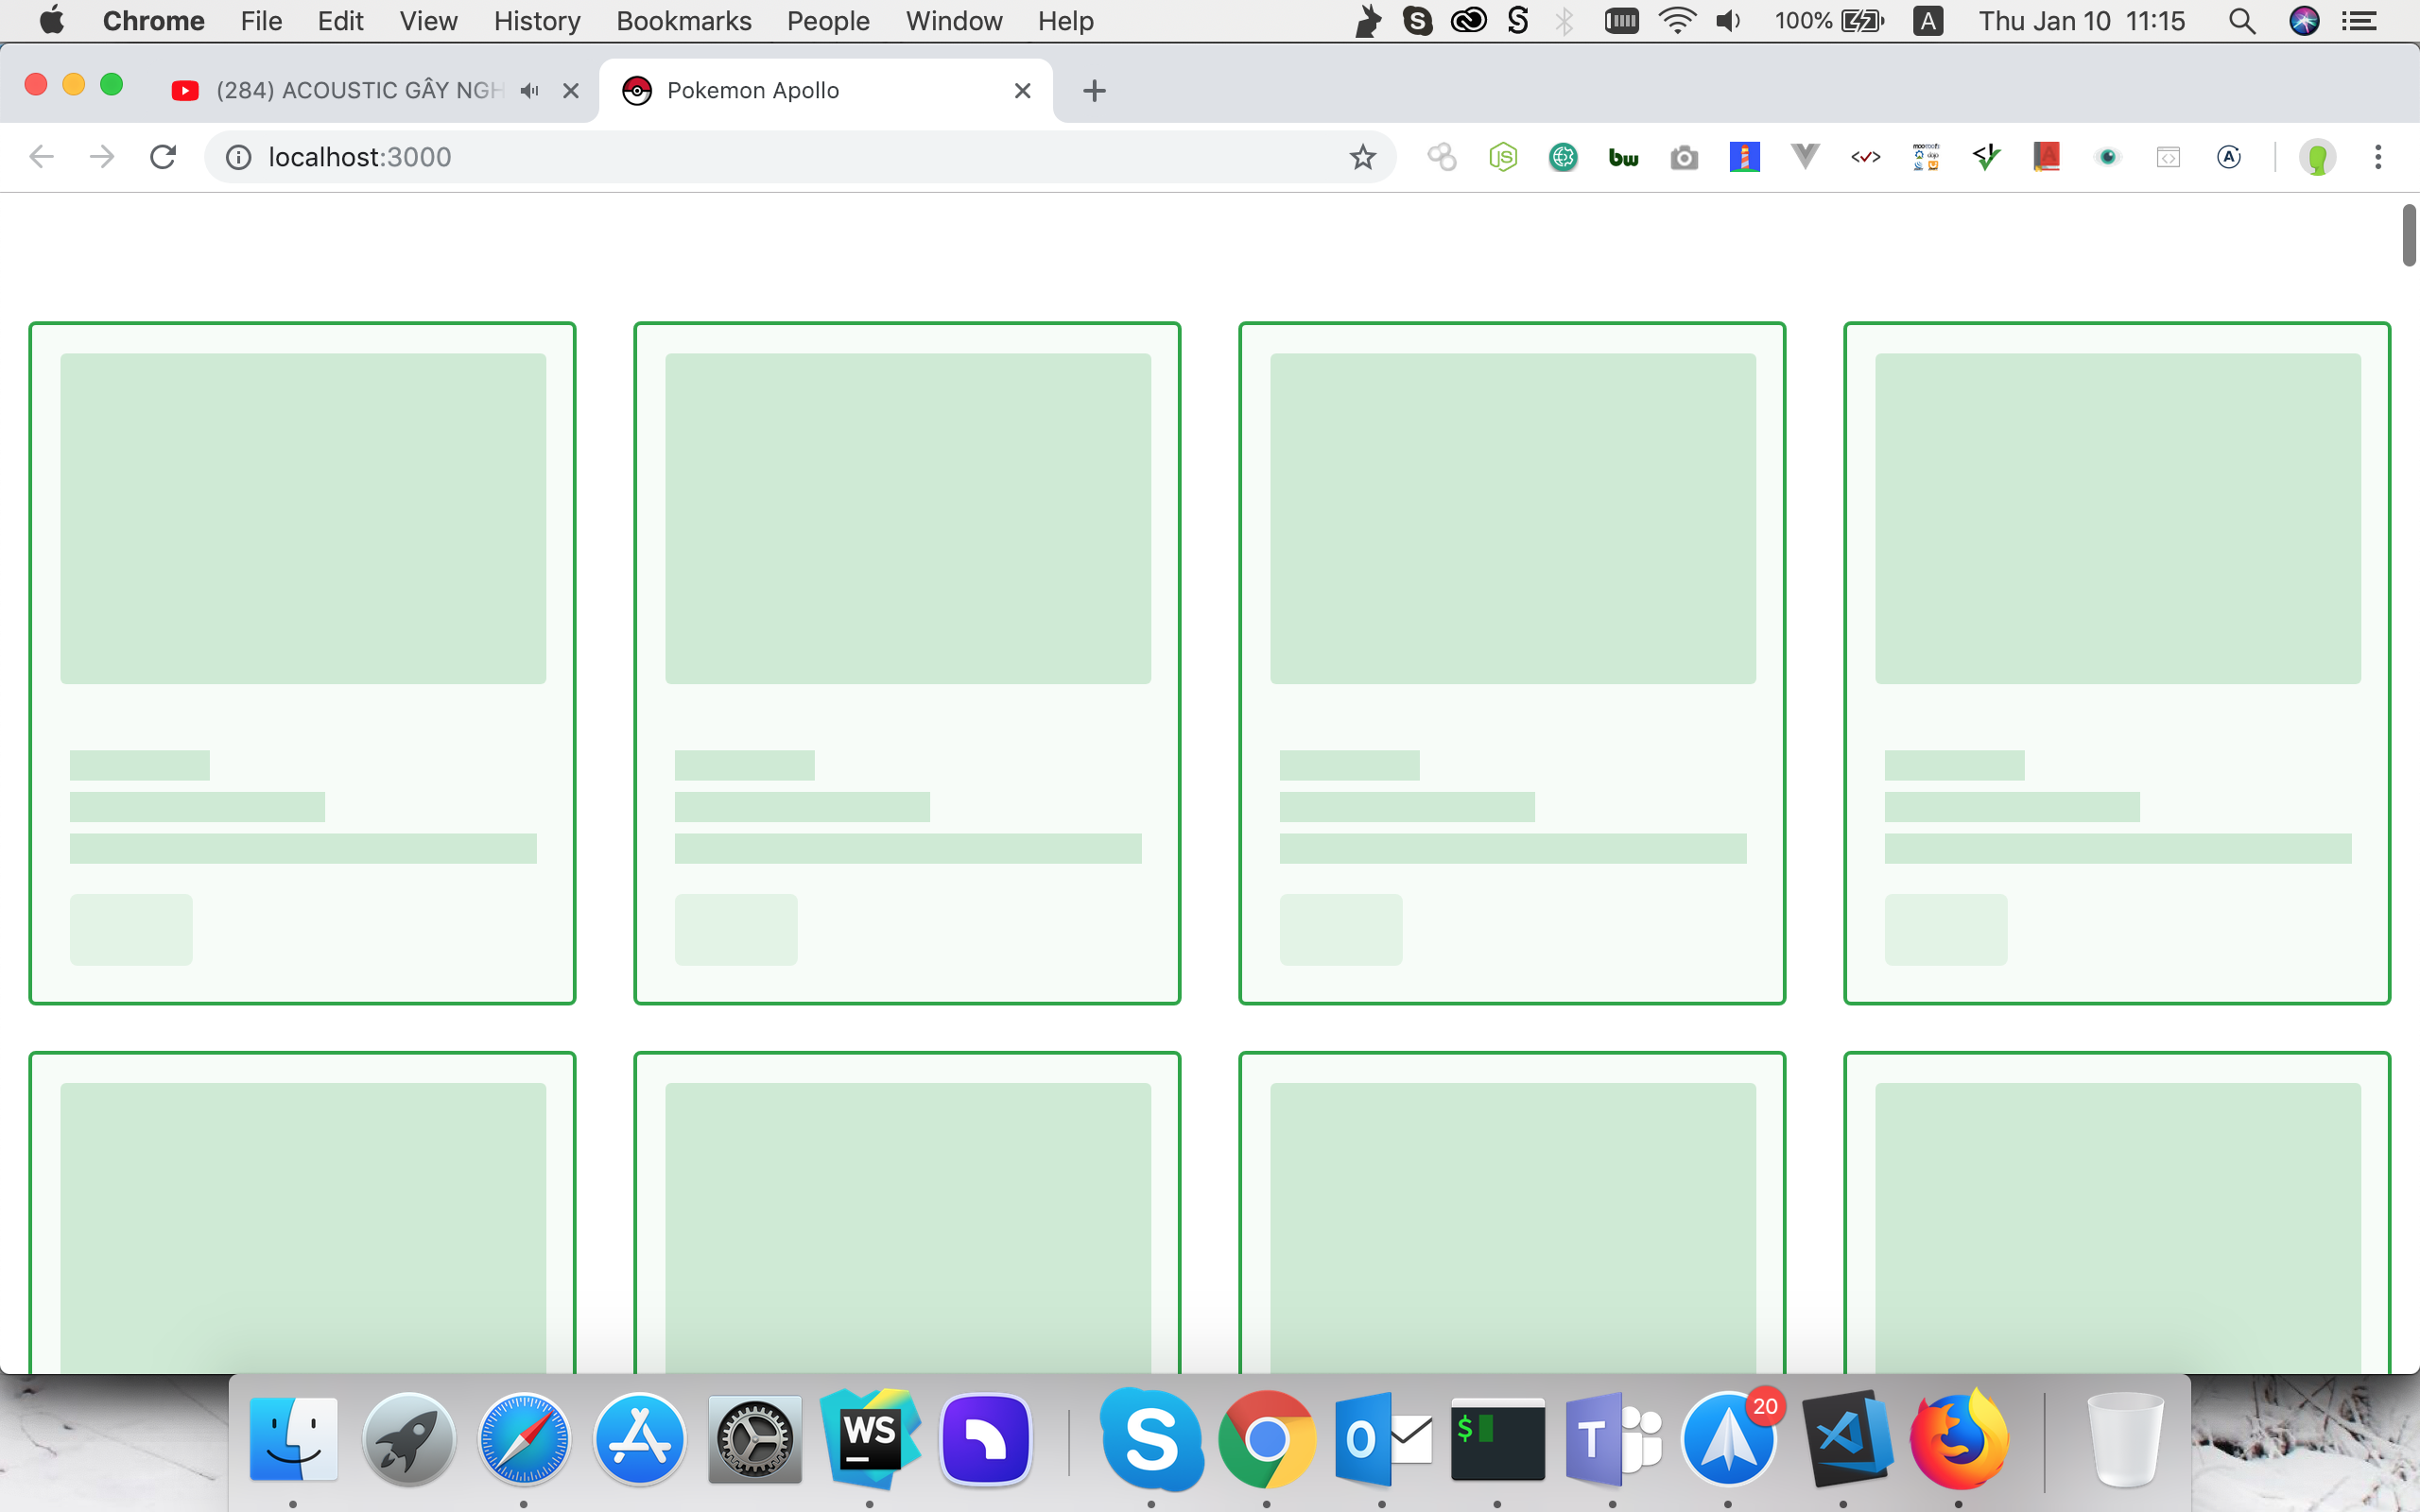 Chrome File Edit View History Bookmarks People Window Help 100% A Thu Jan 10 11:15
(284) ACOUSTIC GÂY NGH
Pokemon Apollo
localhost:3000
JS bw A A
WS S O $ T 20